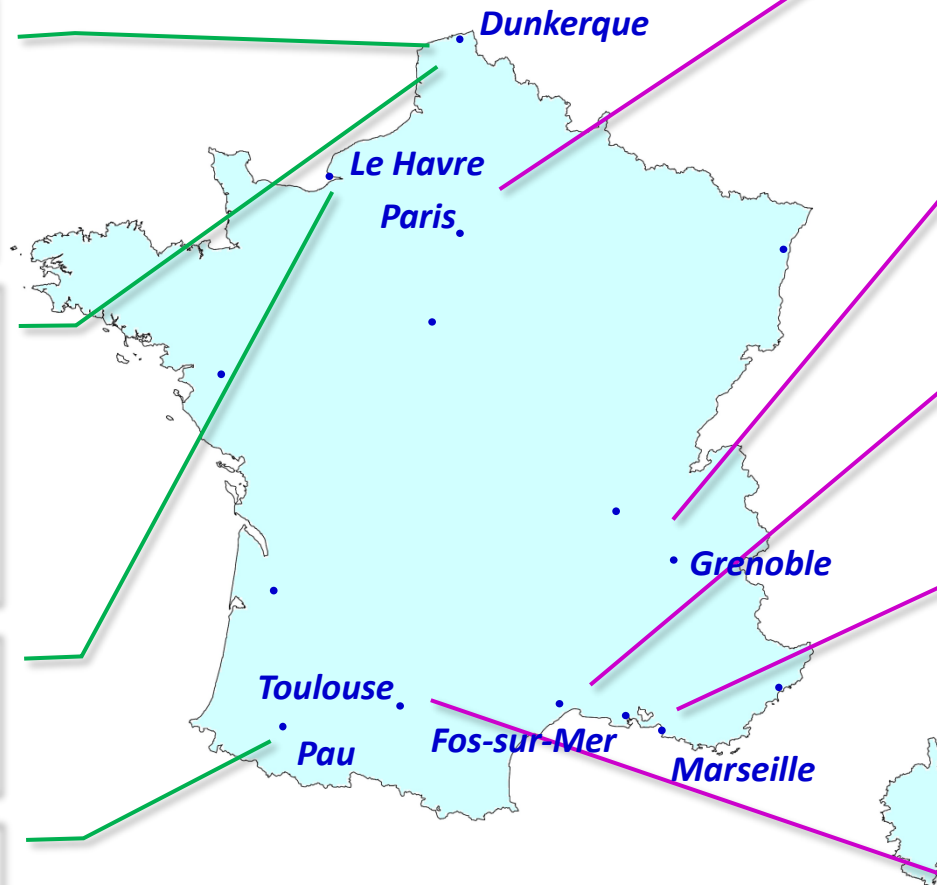 Dunkerque
Le Havre
Paris
Grenoble
Toulouse
Fos-sur-Mer
Pau
Marseille